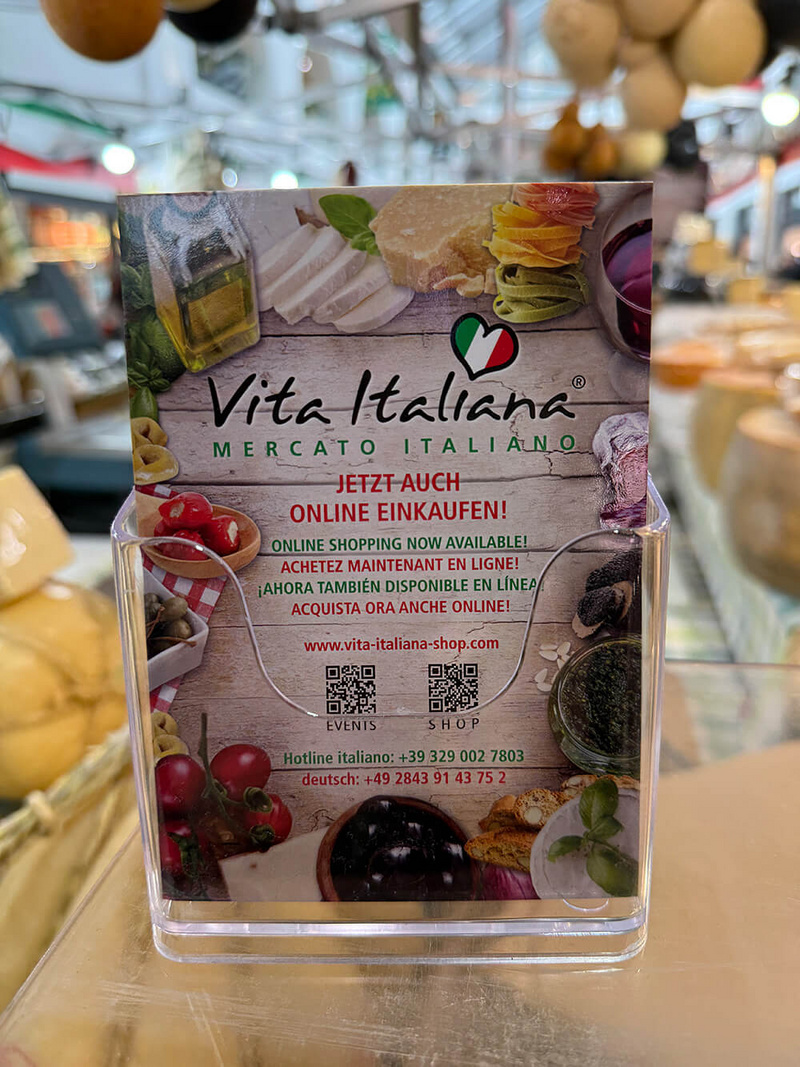 Vita Italiana®
MERCATO ITALIANO
JETZT AUCH
ONLINE EINKAUFEN!
ONLINE SHOPPING NOW AVAILABLE!
ACHETEZ MAINTENANT EN LIGNE!
¡AHORA TAMBIÉN DISPONIBLE EN LÍNEA!
ACQUISTA ORA ANCHE ONLINE!
www.vita-italiana-shop.com
EVENTS SHOP
Hotline italiano: +39 329 002 7803
deutsch: +49 2843 91 43 75 2